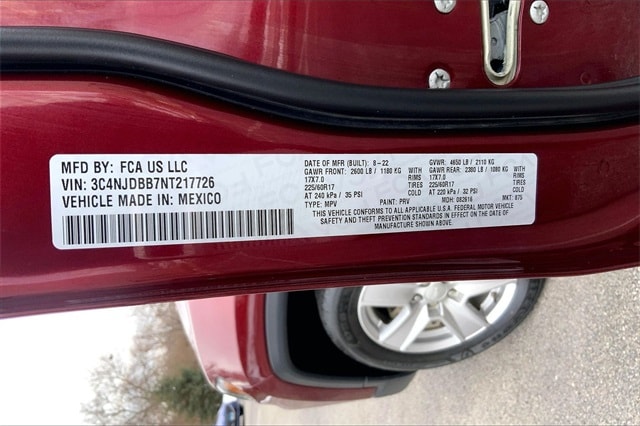 MFD BY: FCA US LLC
VIN: 3C4NJDBB7NT217726
VEHICLE MADE IN: MEXICO
DATE OF MFR (BUILT): 8-22 GVWR: 4650 LB / 2110 KG
GAWR FRONT: 2600 LB / 1180 KG WITH GAWR REAR: 2380 LB / 1080 KG WITH
17X7.0 RIMS 17X7.0 RIMS
225/60R17 TIRES 225/60R17 TIRES
AT 240 kPa / 35 PSI COLD AT 220 kPa / 32 PSI COLD
TYPE: MPV PAINT: PRV MDH: 082616 MKT: 875
THIS VEHICLE CONFORMS TO ALL APPLICABLE U.S.A. FEDERAL MOTOR VEHICLE
SAFETY AND THEFT PREVENTION STANDARDS IN EFFECT ON THE DATE OF
MANUFACTURE SHOWN ABOVE.